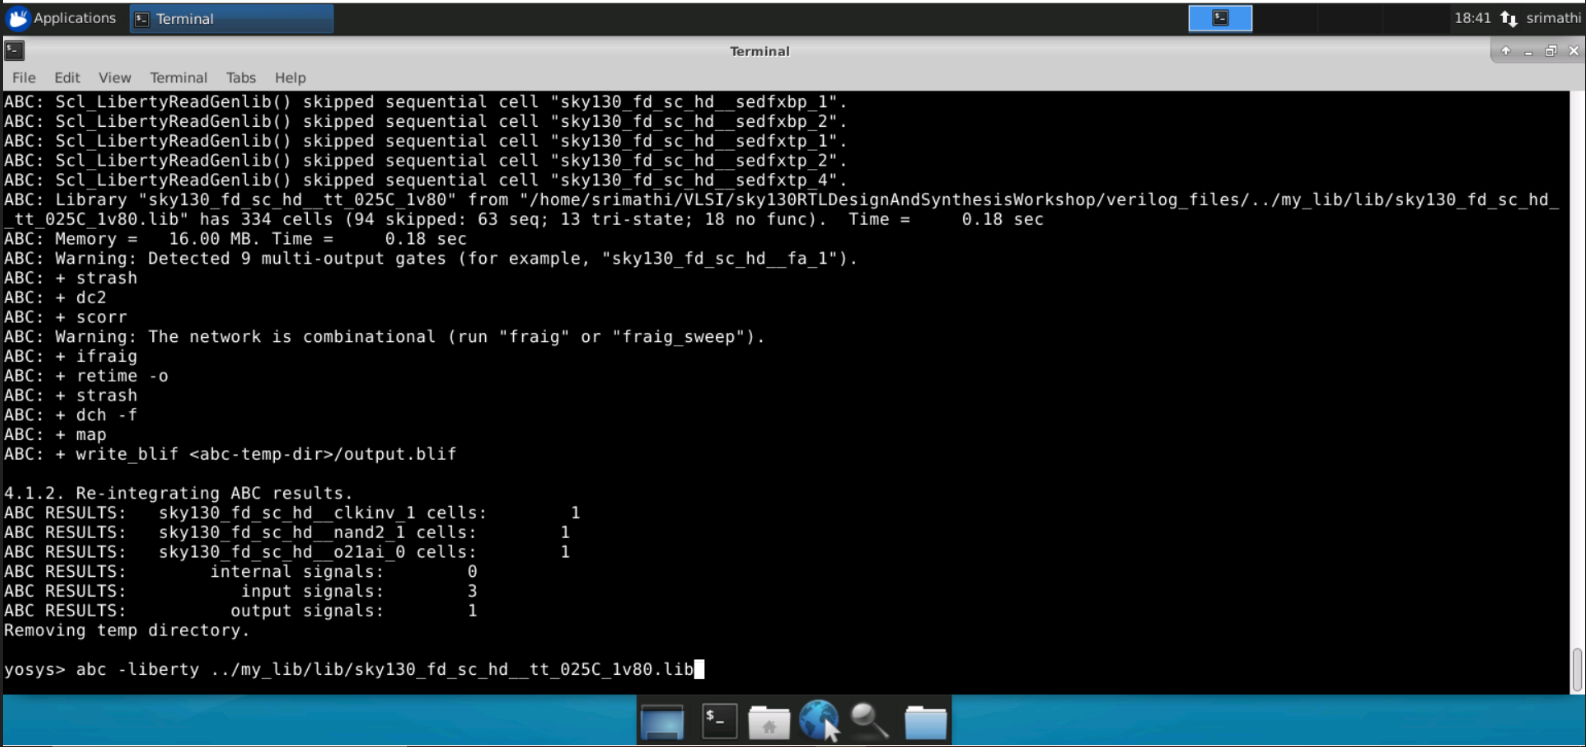 Applications
Terminal
18:41
srimathi
Terminal
File Edit View Terminal Tabs Help
ABC: Scl_LibertyReadGenlib() skipped sequential cell "sky130_fd_sc_hd__sedfxbp_1".
ABC: Scl_LibertyReadGenlib() skipped sequential cell "sky130_fd_sc_hd__sedfxbp_2".
ABC: Scl_LibertyReadGenlib() skipped sequential cell "sky130_fd_sc_hd__sedfxtp_1".
ABC: Scl_LibertyReadGenlib() skipped sequential cell "sky130_fd_sc_hd__sedfxtp_2".
ABC: Scl_LibertyReadGenlib() skipped sequential cell "sky130_fd_sc_hd__sedfxtp_4".
ABC: Library "sky130_fd_sc_hd__tt_025C_1v80" from "/home/srimathi/VLSI/sky130RTLDesignAndSynthesisWorkshop/verilog_files/../my_lib/lib/sky130_fd_sc_hd_
_tt_025C_1v80.lib" has 334 cells (94 skipped: 63 seq; 13 tri-state; 18 no func).  Time =     0.18 sec
ABC: Memory =   16.00 MB. Time =     0.18 sec
ABC: Warning: Detected 9 multi-output gates (for example, "sky130_fd_sc_hd__fa_1").
ABC: + strash
ABC: + dc2
ABC: + scorr
ABC: Warning: The network is combinational (run "fraig" or "fraig_sweep").
ABC: + ifraig
ABC: + retime -o
ABC: + strash
ABC: + dch -f
ABC: + map
ABC: + write_blif <abc-temp-dir>/output.blif
4.1.2. Re-integrating ABC results.
ABC RESULTS:   sky130_fd_sc_hd__clkinv_1 cells:        1
ABC RESULTS:   sky130_fd_sc_hd__nand2_1 cells:        1
ABC RESULTS:   sky130_fd_sc_hd__o21ai_0 cells:        1
ABC RESULTS:        internal signals:        0
ABC RESULTS:           input signals:        3
ABC RESULTS:          output signals:        1
Removing temp directory.
yosys> abc -liberty ../my_lib/lib/sky130_fd_sc_hd__tt_025C_1v80.lib